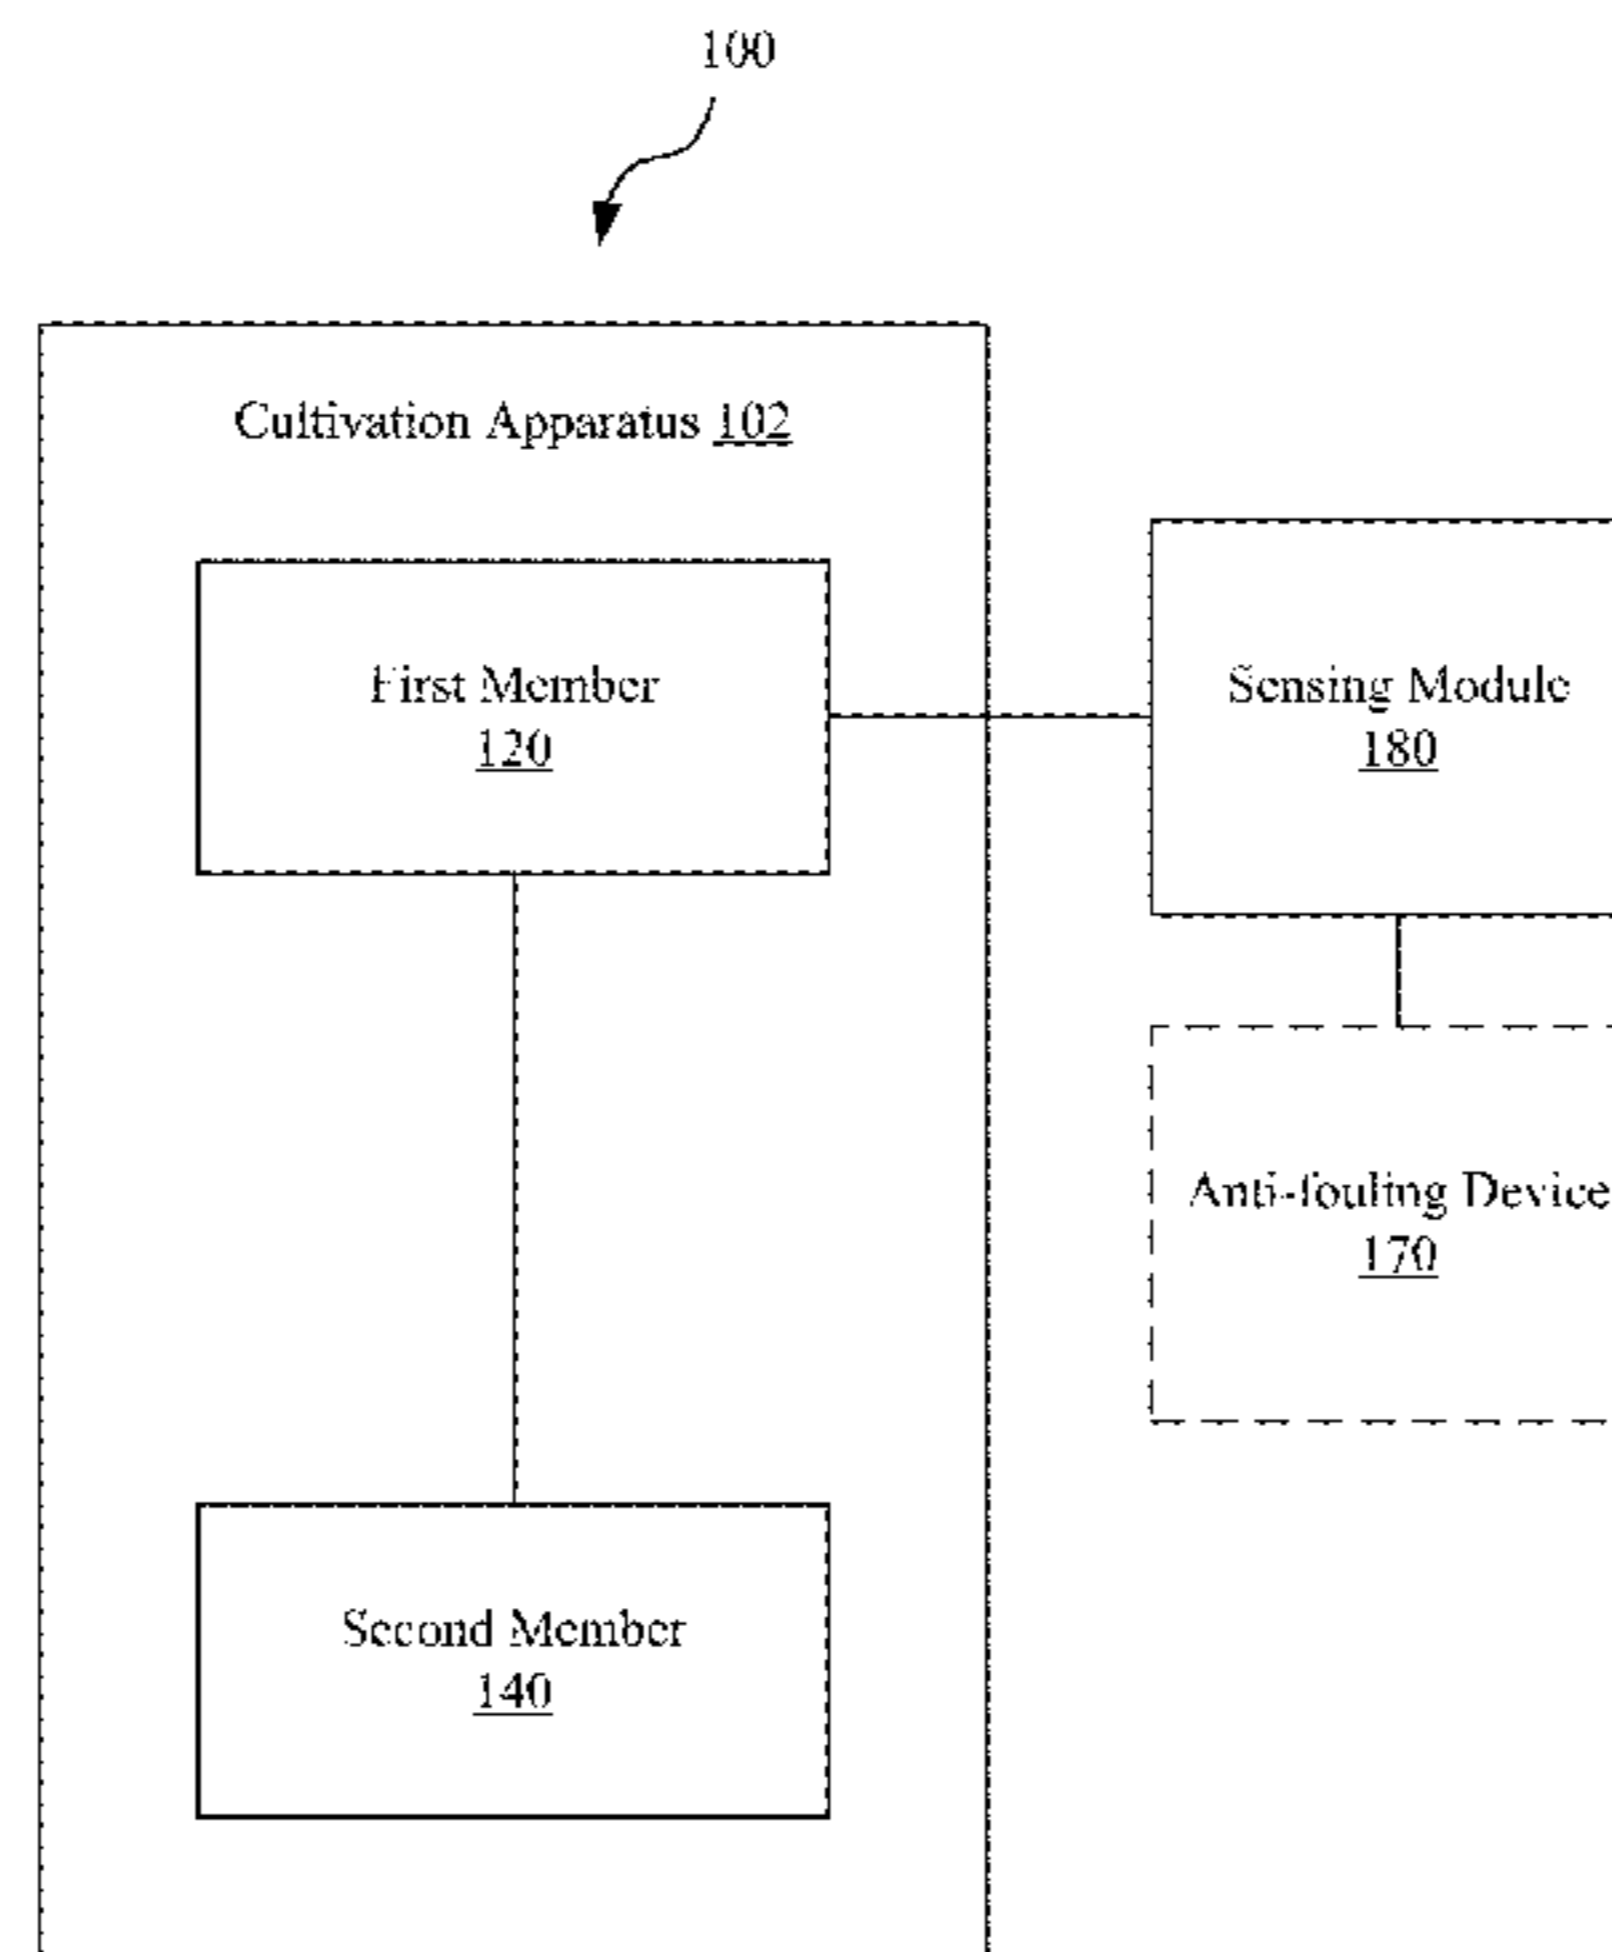 100
Cultivation Apparatus 102
First Member
120
Sensing Module
180
Anti-fouling Device
170
Second Member
140